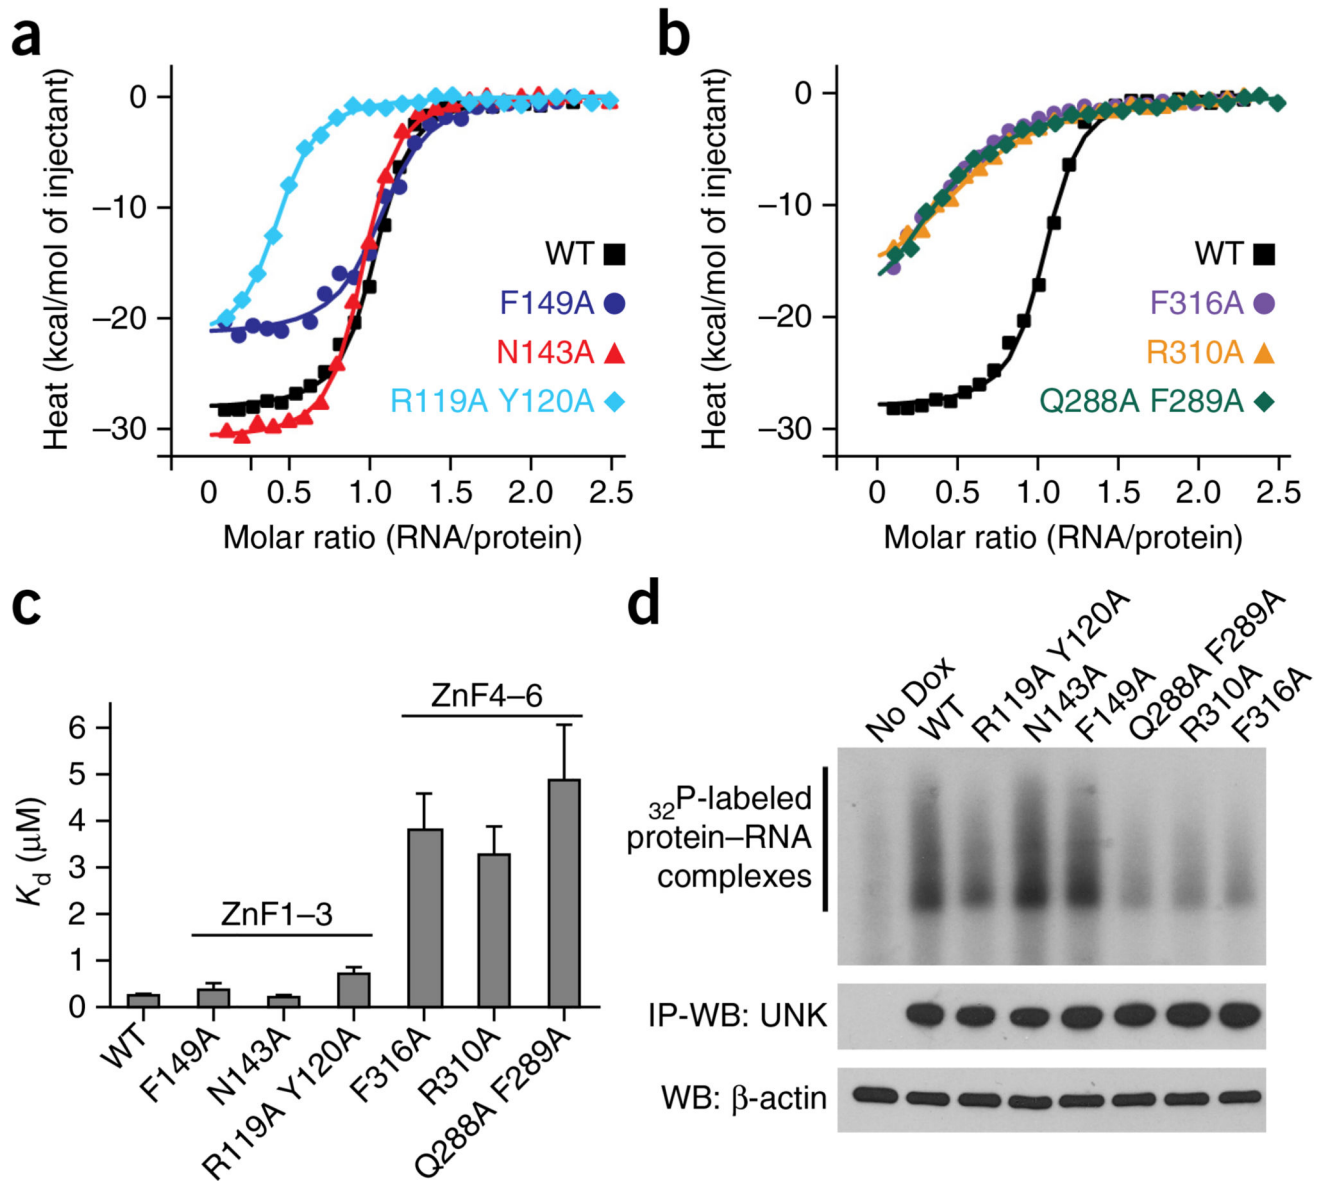 a
Heat (kcal/mol of injectant)
0
–10
–20
–30
WT
F149A
N143A
R119A Y120A
0 0.5 1.0 1.5 2.0 2.5
Molar ratio (RNA/protein)
b
Heat (kcal/mol of injectant)
0
–10
–20
–30
WT
F316A
R310A
Q288A F289A
0 0.5 1.0 1.5 2.0 2.5
Molar ratio (RNA/protein)
c
Kd (μM)
6
5
4
3
2
1
0
ZnF1–3
ZnF4–6
WT
F149A
N143A
R119A Y120A
F316A
R310A
Q288A F289A
d
No Dox
WT
R119A Y120A
N143A
F149A
Q288A F289A
R310A
F316A
32P-labeled
protein–RNA
complexes
IP-WB: UNK
WB: β-actin